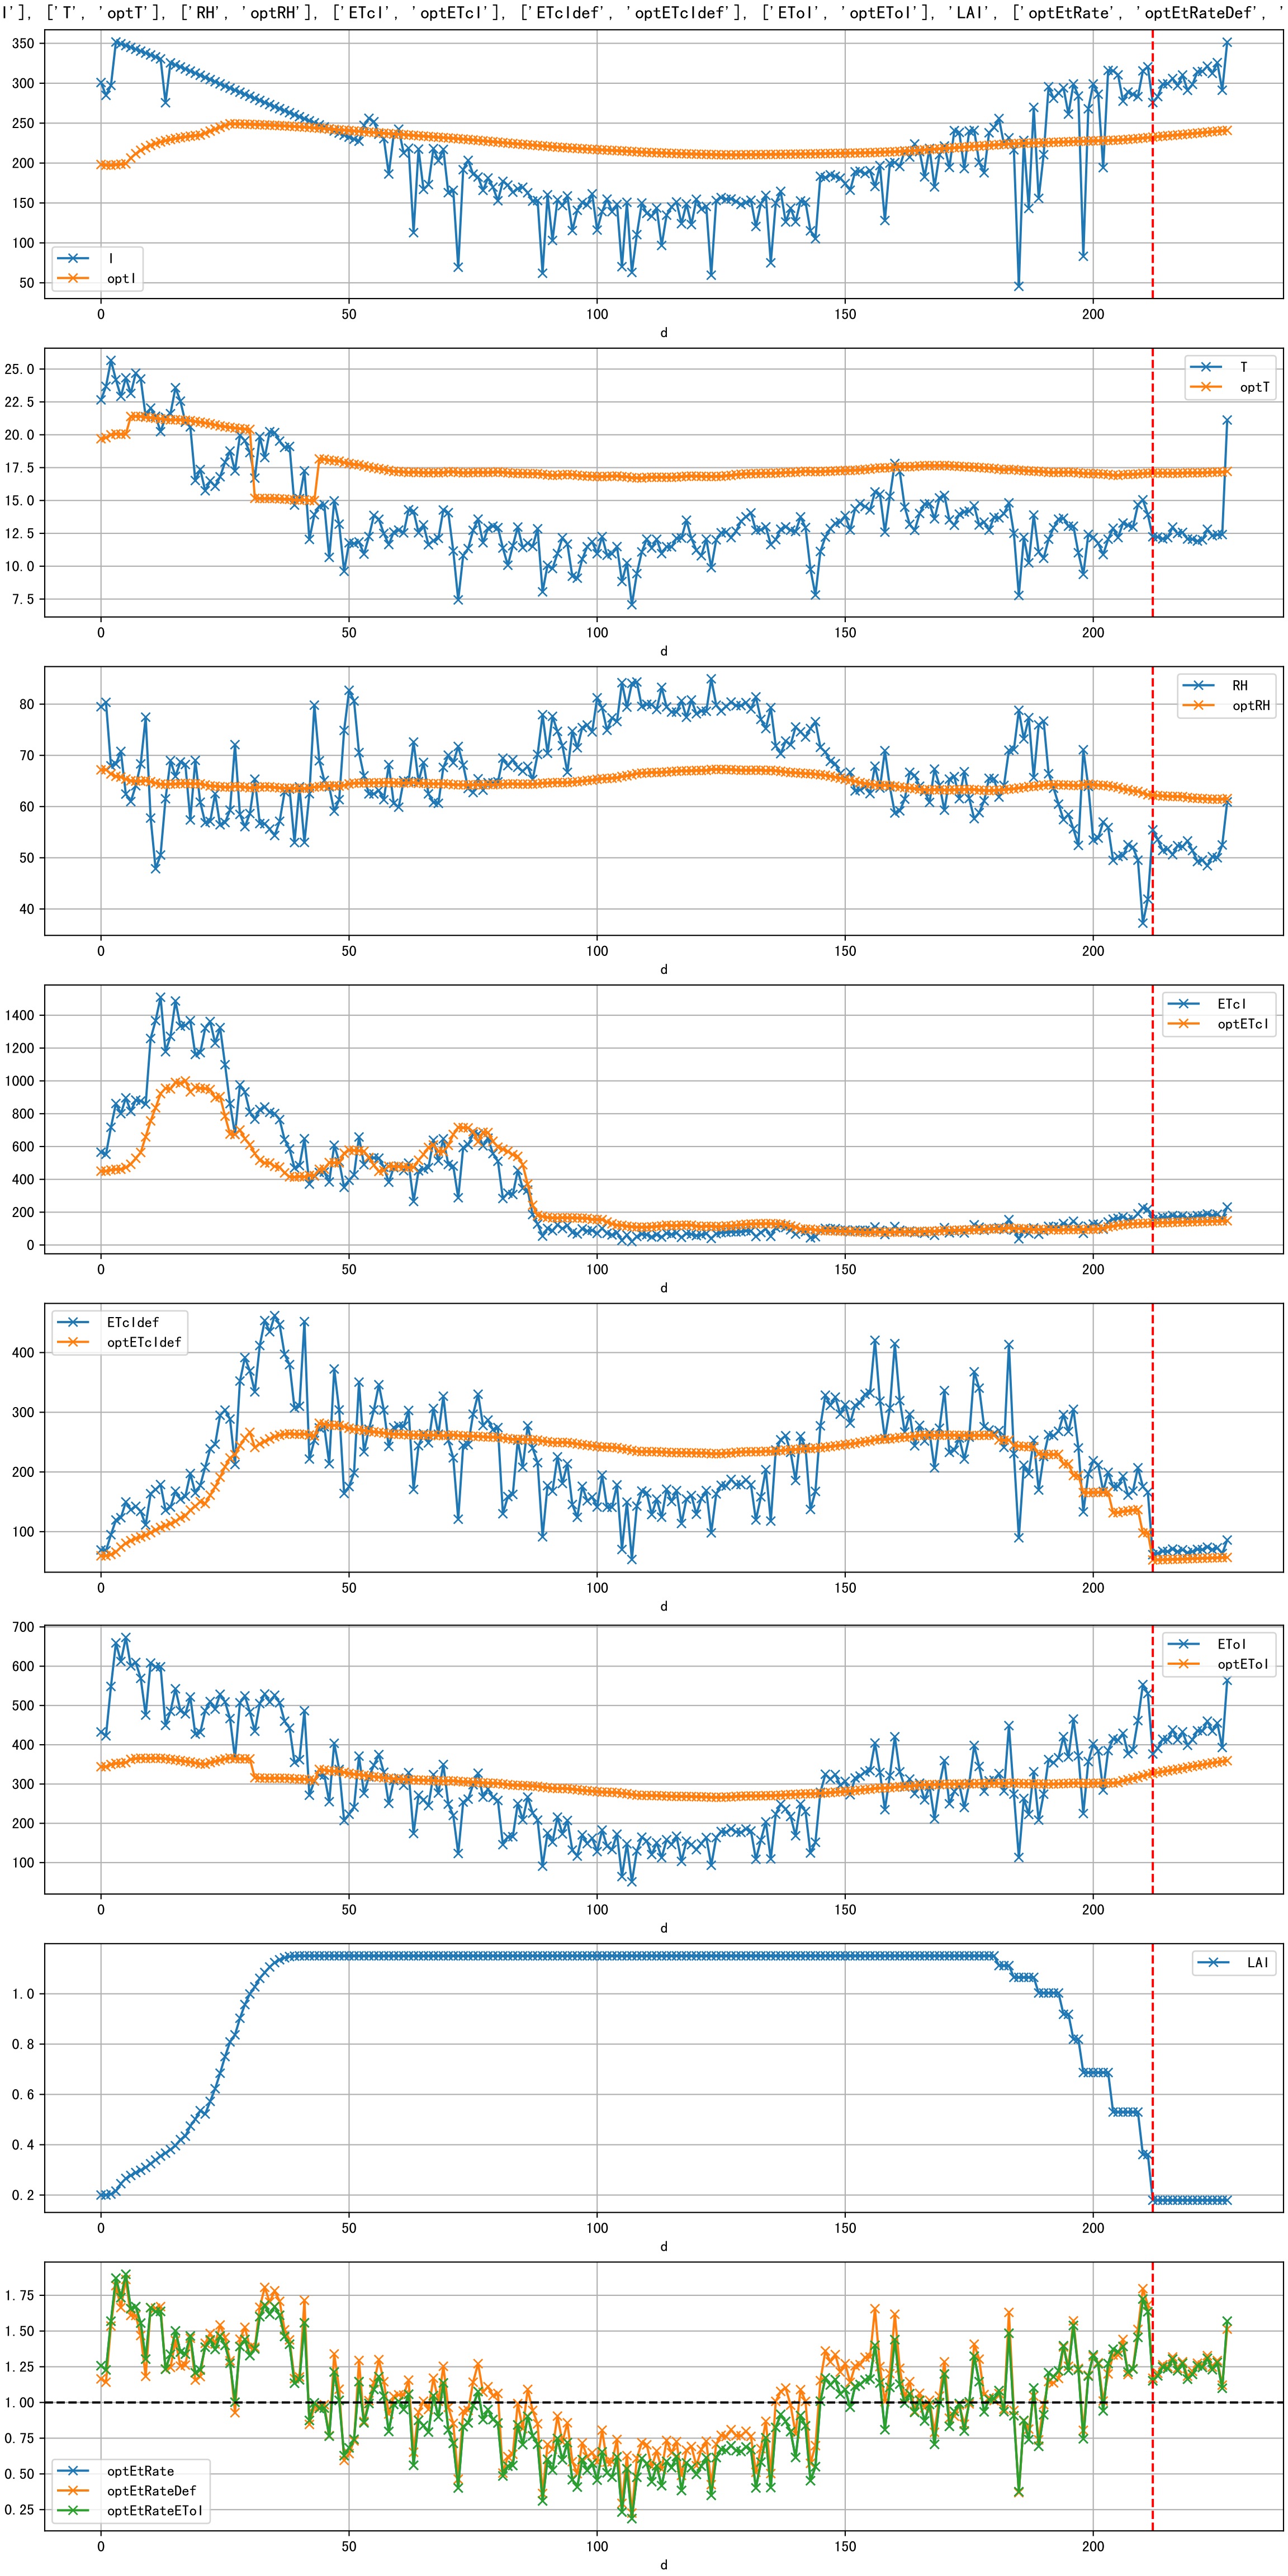 I'], ['T', 'optT'], ['RH', 'optRH'], ['ETcI', 'optETcI'], ['ETcIdef', 'optETcIdef'], ['EToI', 'optEToI'], 'LAI', ['optEtRate', 'optEtRateDef', '
350
300
250
200
150
100
50
I
optI
0 50 100 150 200
d
25.0
22.5
20.0
17.5
15.0
12.5
10.0
7.5
T
optT
0 50 100 150 200
d
80
70
60
50
40
RH
optRH
0 50 100 150 200
d
1400
1200
1000
800
600
400
200
0
ETcI
optETcI
0 50 100 150 200
d
400
300
200
100
ETcIdef
optETcIdef
0 50 100 150 200
d
700
600
500
400
300
200
100
EToI
optEToI
0 50 100 150 200
d
1.0
0.8
0.6
0.4
0.2
LAI
0 50 100 150 200
d
1.75
1.50
1.25
1.00
0.75
0.50
0.25
optEtRate
optEtRateDef
optEtRateEToI
0 50 100 150 200
d